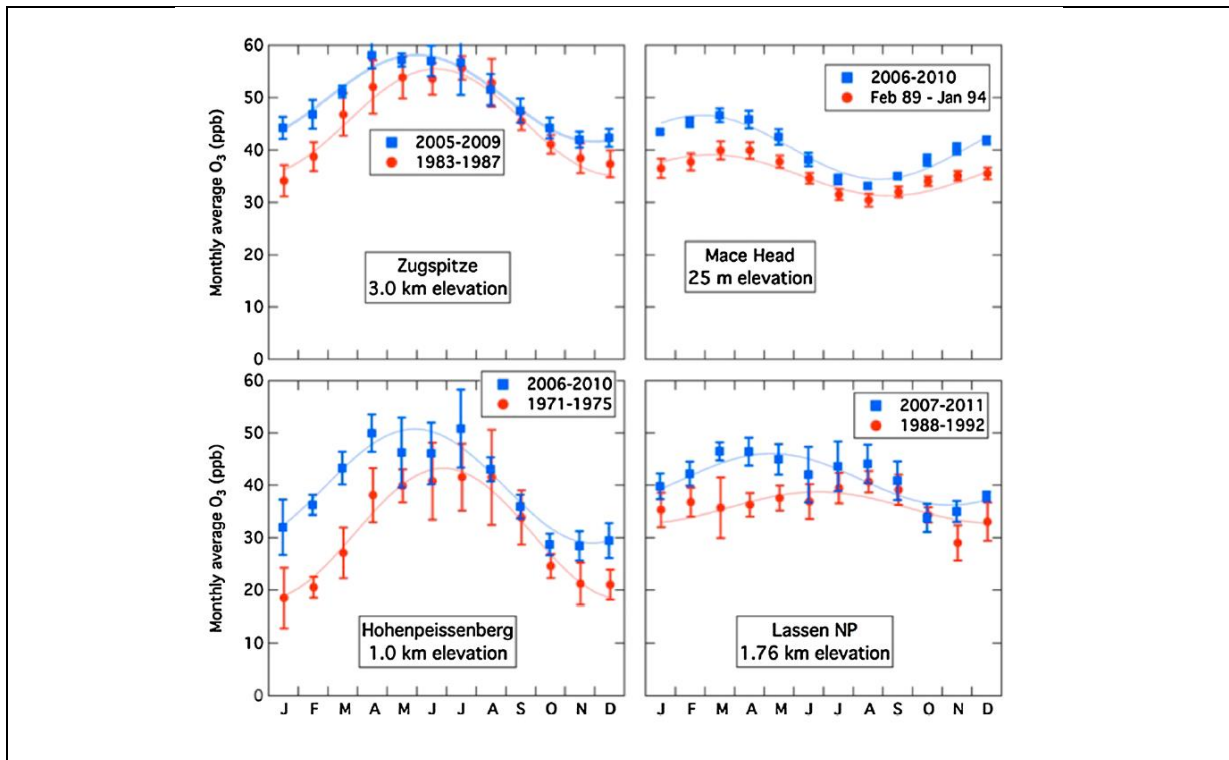 Monthly average O3 (ppb)
60
50
40
30
20
10
0
2005-2009
1983-1987
Zugspitze
3.0 km elevation
2006-2010
Feb 89 - Jan 94
Mace Head
25 m elevation
Monthly average O3 (ppb)
60
50
40
30
20
10
0
2006-2010
1971-1975
Hohenpeissenberg
1.0 km elevation
J F M A M J J A S O N D
2007-2011
1988-1992
Lassen NP
1.76 km elevation
J F M A M J J A S O N D